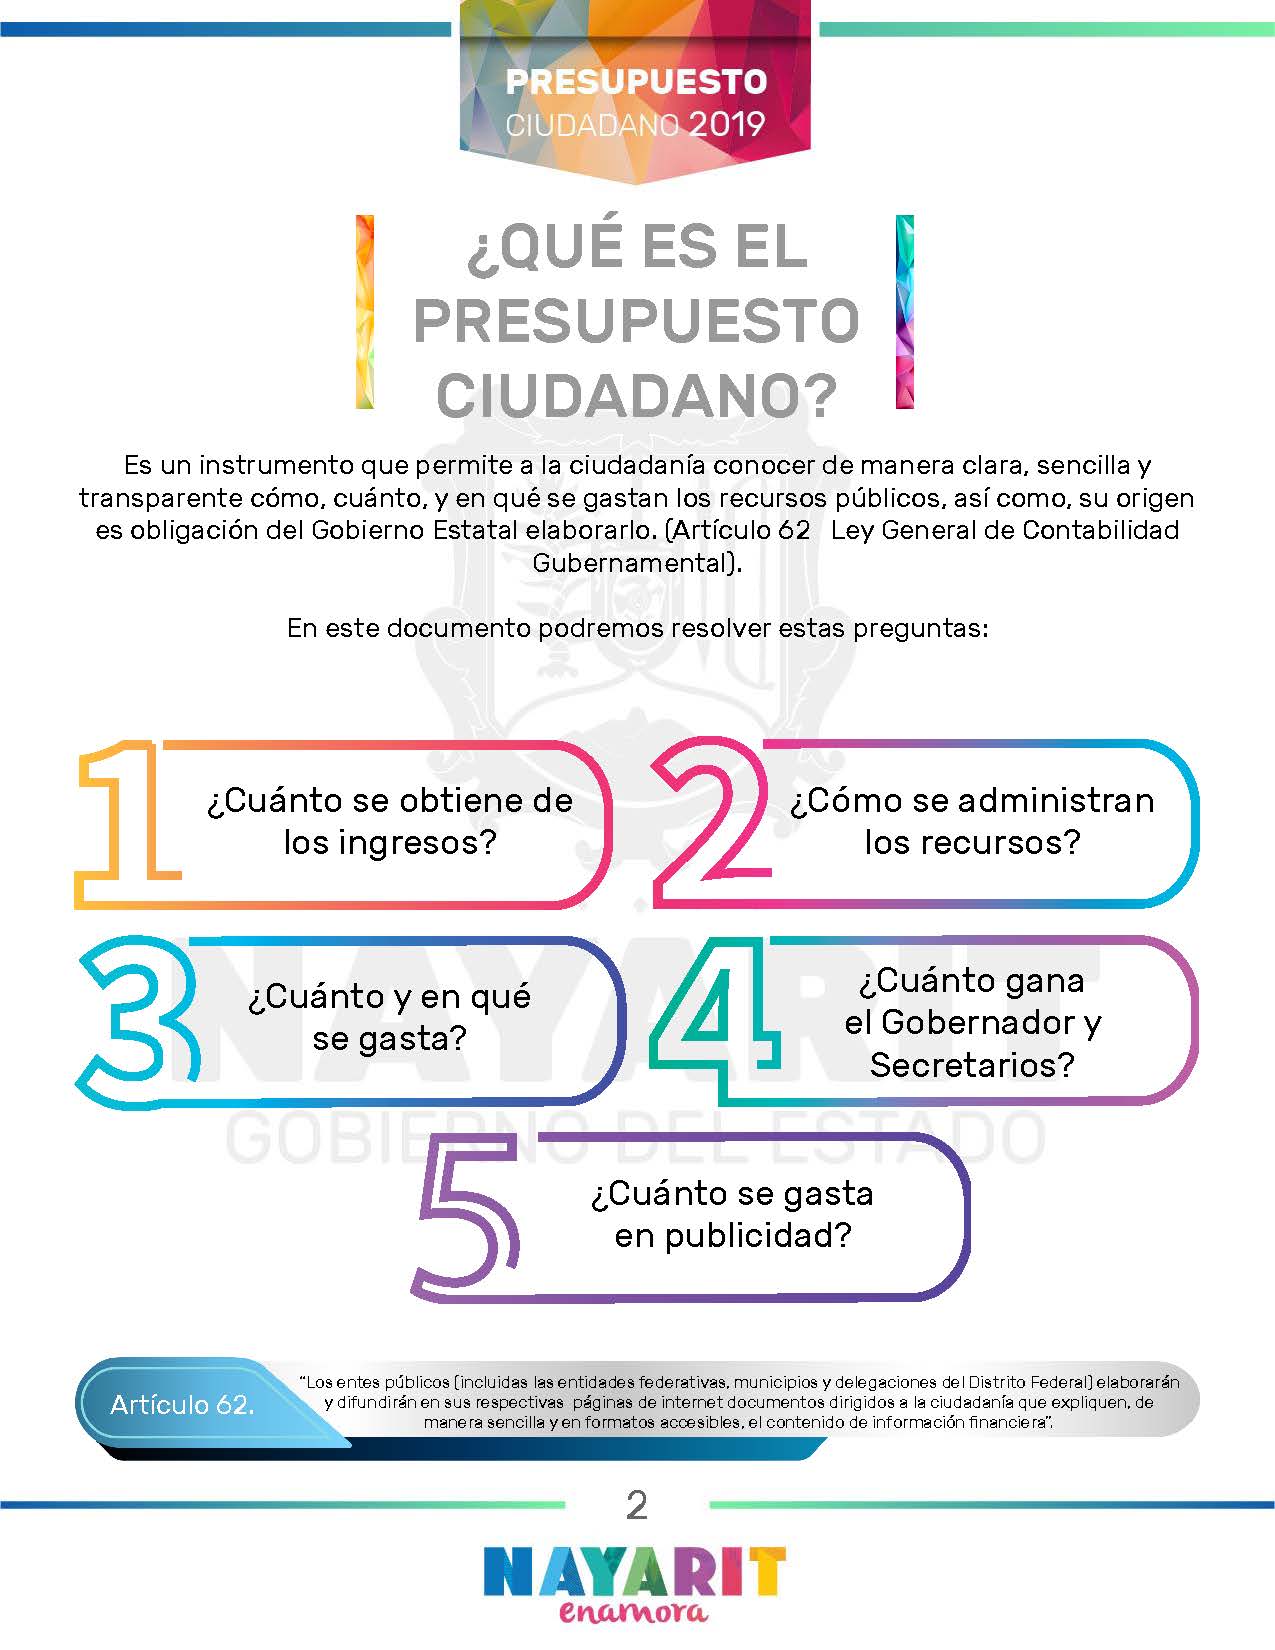 PRESUPUESTO
CIUDADANO 2019
¿QUÉ ES EL
PRESUPUESTO
CIUDADANO?
Es un instrumento que permite a la ciudadanía conocer de manera clara, sencilla y
transparente cómo, cuánto, y en qué se gastan los recursos públicos, así como, su origen
es obligación del Gobierno Estatal elaborarlo. (Artículo 62 Ley General de Contabilidad
Gubernamental).
En este documento podremos resolver estas preguntas:
1
¿Cuánto se obtiene de
los ingresos?
2
¿Cómo se administran
los recursos?
3
¿Cuánto y en qué
se gasta?
4
¿Cuánto gana
el Gobernador y
Secretarios?
NAYARIT
GOBIERNO DEL ESTADO
5
¿Cuánto se gasta
en publicidad?
Artículo 62.
“Los entes públicos (incluidas las entidades federativas, municipios y delegaciones del Distrito Federal) elaborarán
y difundirán en sus respectivas páginas de internet documentos dirigidos a la ciudadanía que expliquen, de
manera sencilla y en formatos accesibles, el contenido de información financiera”.
2
NAYARIT
enamora